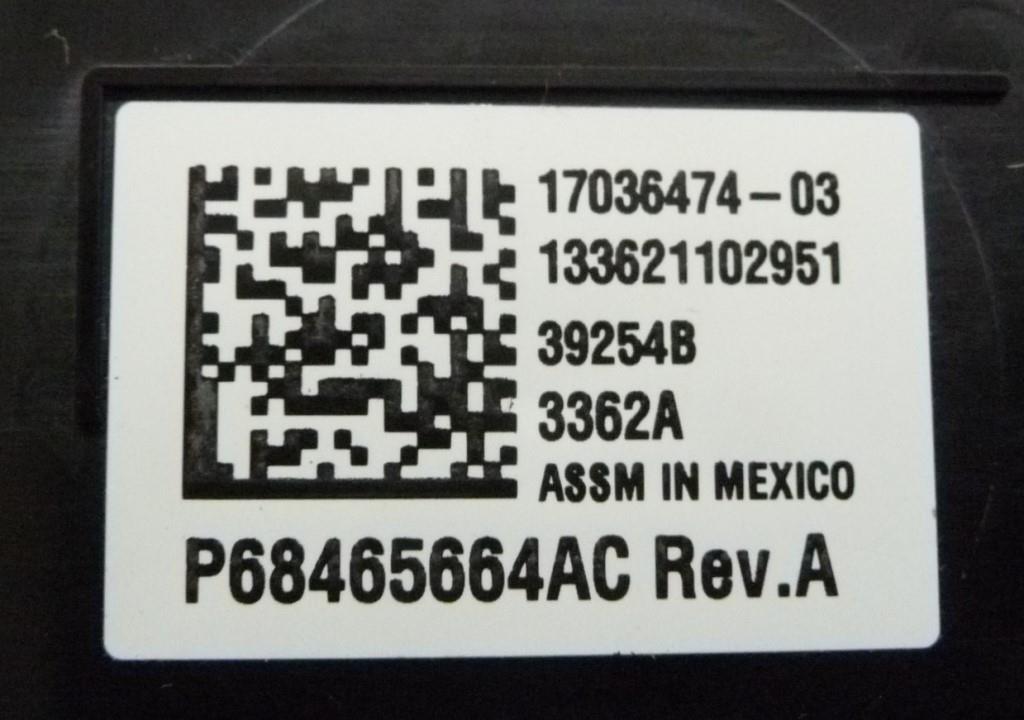 17036474-03
133621102951
39254B
3362A
ASSM IN MEXICO
P68465664AC Rev.A